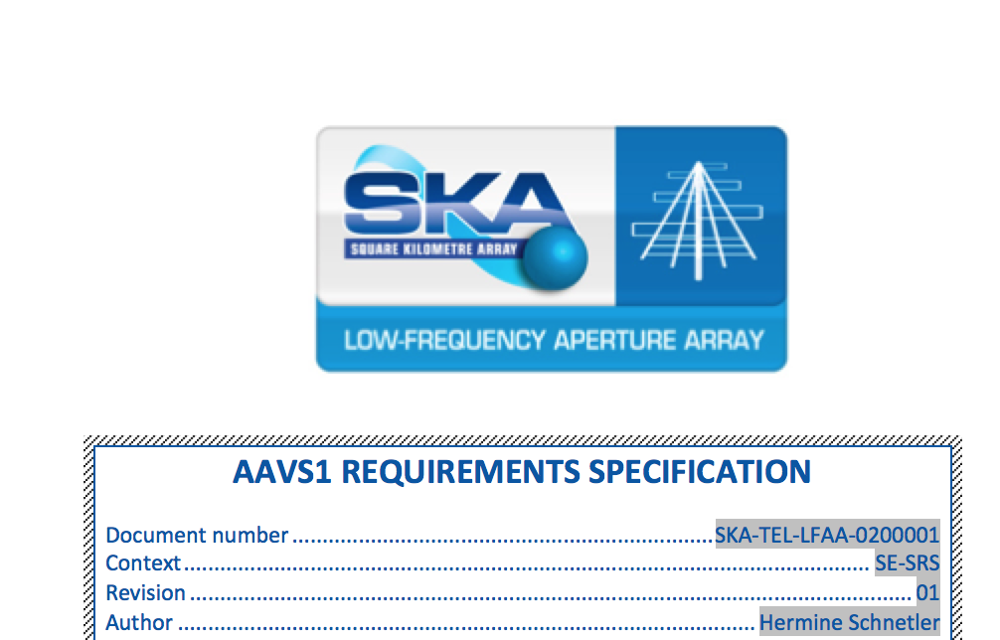 SKA
SQUARE KILOMETRE ARRAY
LOW-FREQUENCY APERTURE ARRAY
AAVS1 REQUIREMENTS SPECIFICATION
Document number ........................................................................ SKA-TEL-LFAA-0200001
Context ........................................................................ SE-SRS
Revision ........................................................................ 01
Author ........................................................................ Hermine Schnetler